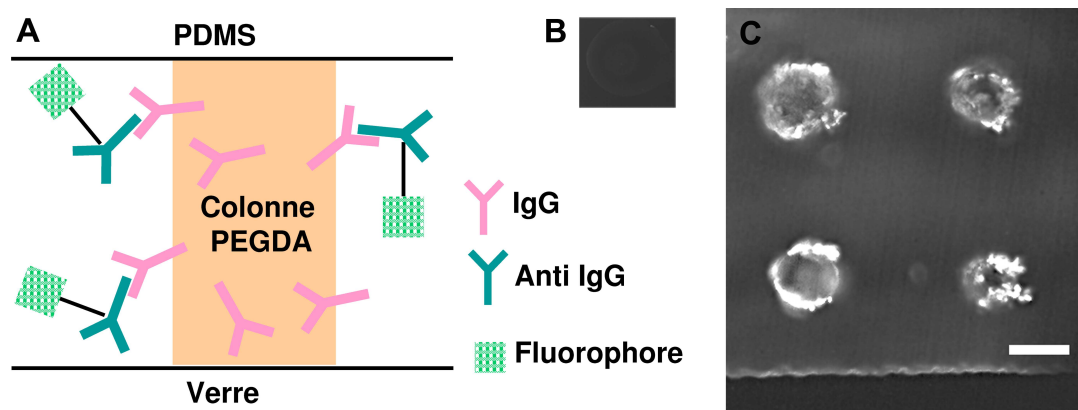 A
PDMS
B
C
Colonne
PEGDA
IgG
Anti IgG
Fluorophore
Verre